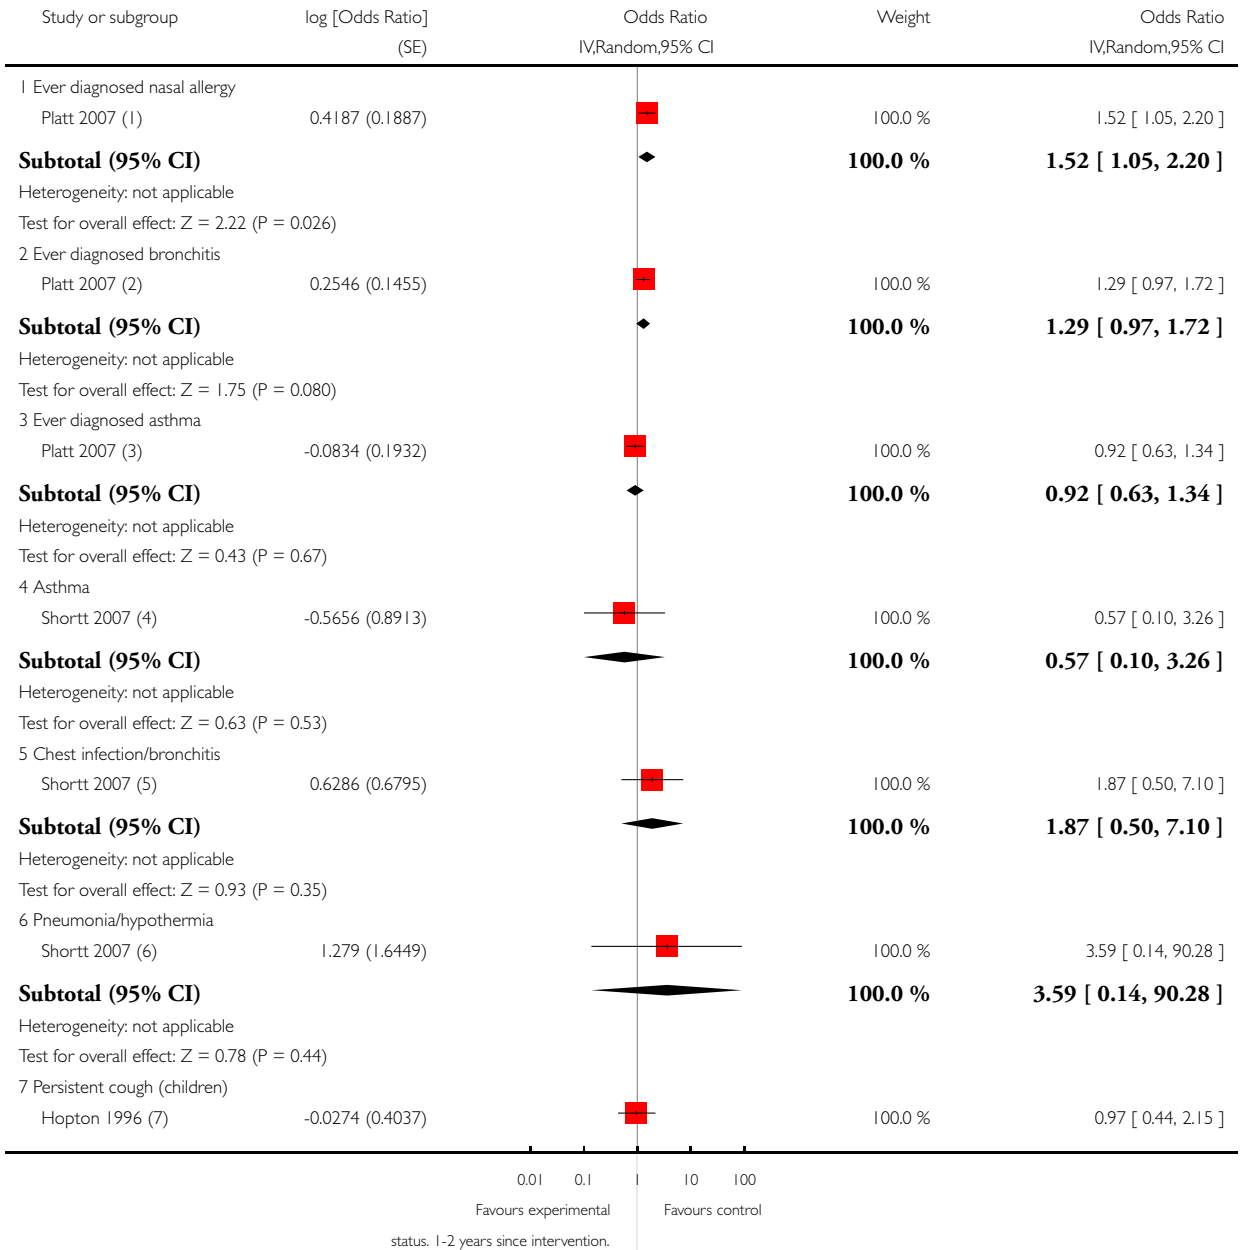 Study or subgroup log [Odds Ratio] Odds Ratio Weight Odds Ratio
(SE) IV,Random,95% CI IV,Random,95% CI
1 Ever diagnosed nasal allergy
Platt 2007 (1) 0.4187 (0.1887) 100.0 % 1.52 [ 1.05, 2.20 ]
Subtotal (95% CI) 100.0 % 1.52 [ 1.05, 2.20 ]
Heterogeneity: not applicable
Test for overall effect: Z = 2.22 (P = 0.026)
2 Ever diagnosed bronchitis
Platt 2007 (2) 0.2546 (0.1455) 100.0 % 1.29 [ 0.97, 1.72 ]
Subtotal (95% CI) 100.0 % 1.29 [ 0.97, 1.72 ]
Heterogeneity: not applicable
Test for overall effect: Z = 1.75 (P = 0.080)
3 Ever diagnosed asthma
Platt 2007 (3) -0.0834 (0.1932) 100.0 % 0.92 [ 0.63, 1.34 ]
Subtotal (95% CI) 100.0 % 0.92 [ 0.63, 1.34 ]
Heterogeneity: not applicable
Test for overall effect: Z = 0.43 (P = 0.67)
4 Asthma
Shortt 2007 (4) -0.5656 (0.8913) 100.0 % 0.57 [ 0.10, 3.26 ]
Subtotal (95% CI) 100.0 % 0.57 [ 0.10, 3.26 ]
Heterogeneity: not applicable
Test for overall effect: Z = 0.63 (P = 0.53)
5 Chest infection/bronchitis
Shortt 2007 (5) 0.6286 (0.6795) 100.0 % 1.87 [ 0.50, 7.10 ]
Subtotal (95% CI) 100.0 % 1.87 [ 0.50, 7.10 ]
Heterogeneity: not applicable
Test for overall effect: Z = 0.93 (P = 0.35)
6 Pneumonia/hypothermia
Shortt 2007 (6) 1.279 (1.6449) 100.0 % 3.59 [ 0.14, 90.28 ]
Subtotal (95% CI) 100.0 % 3.59 [ 0.14, 90.28 ]
Heterogeneity: not applicable
Test for overall effect: Z = 0.78 (P = 0.44)
7 Persistent cough (children)
Hopton 1996 (7) -0.0274 (0.4037) 100.0 % 0.97 [ 0.44, 2.15 ]
0.01 0.1 1 10 100
Favours experimental Favours control
status. 1-2 years since intervention.